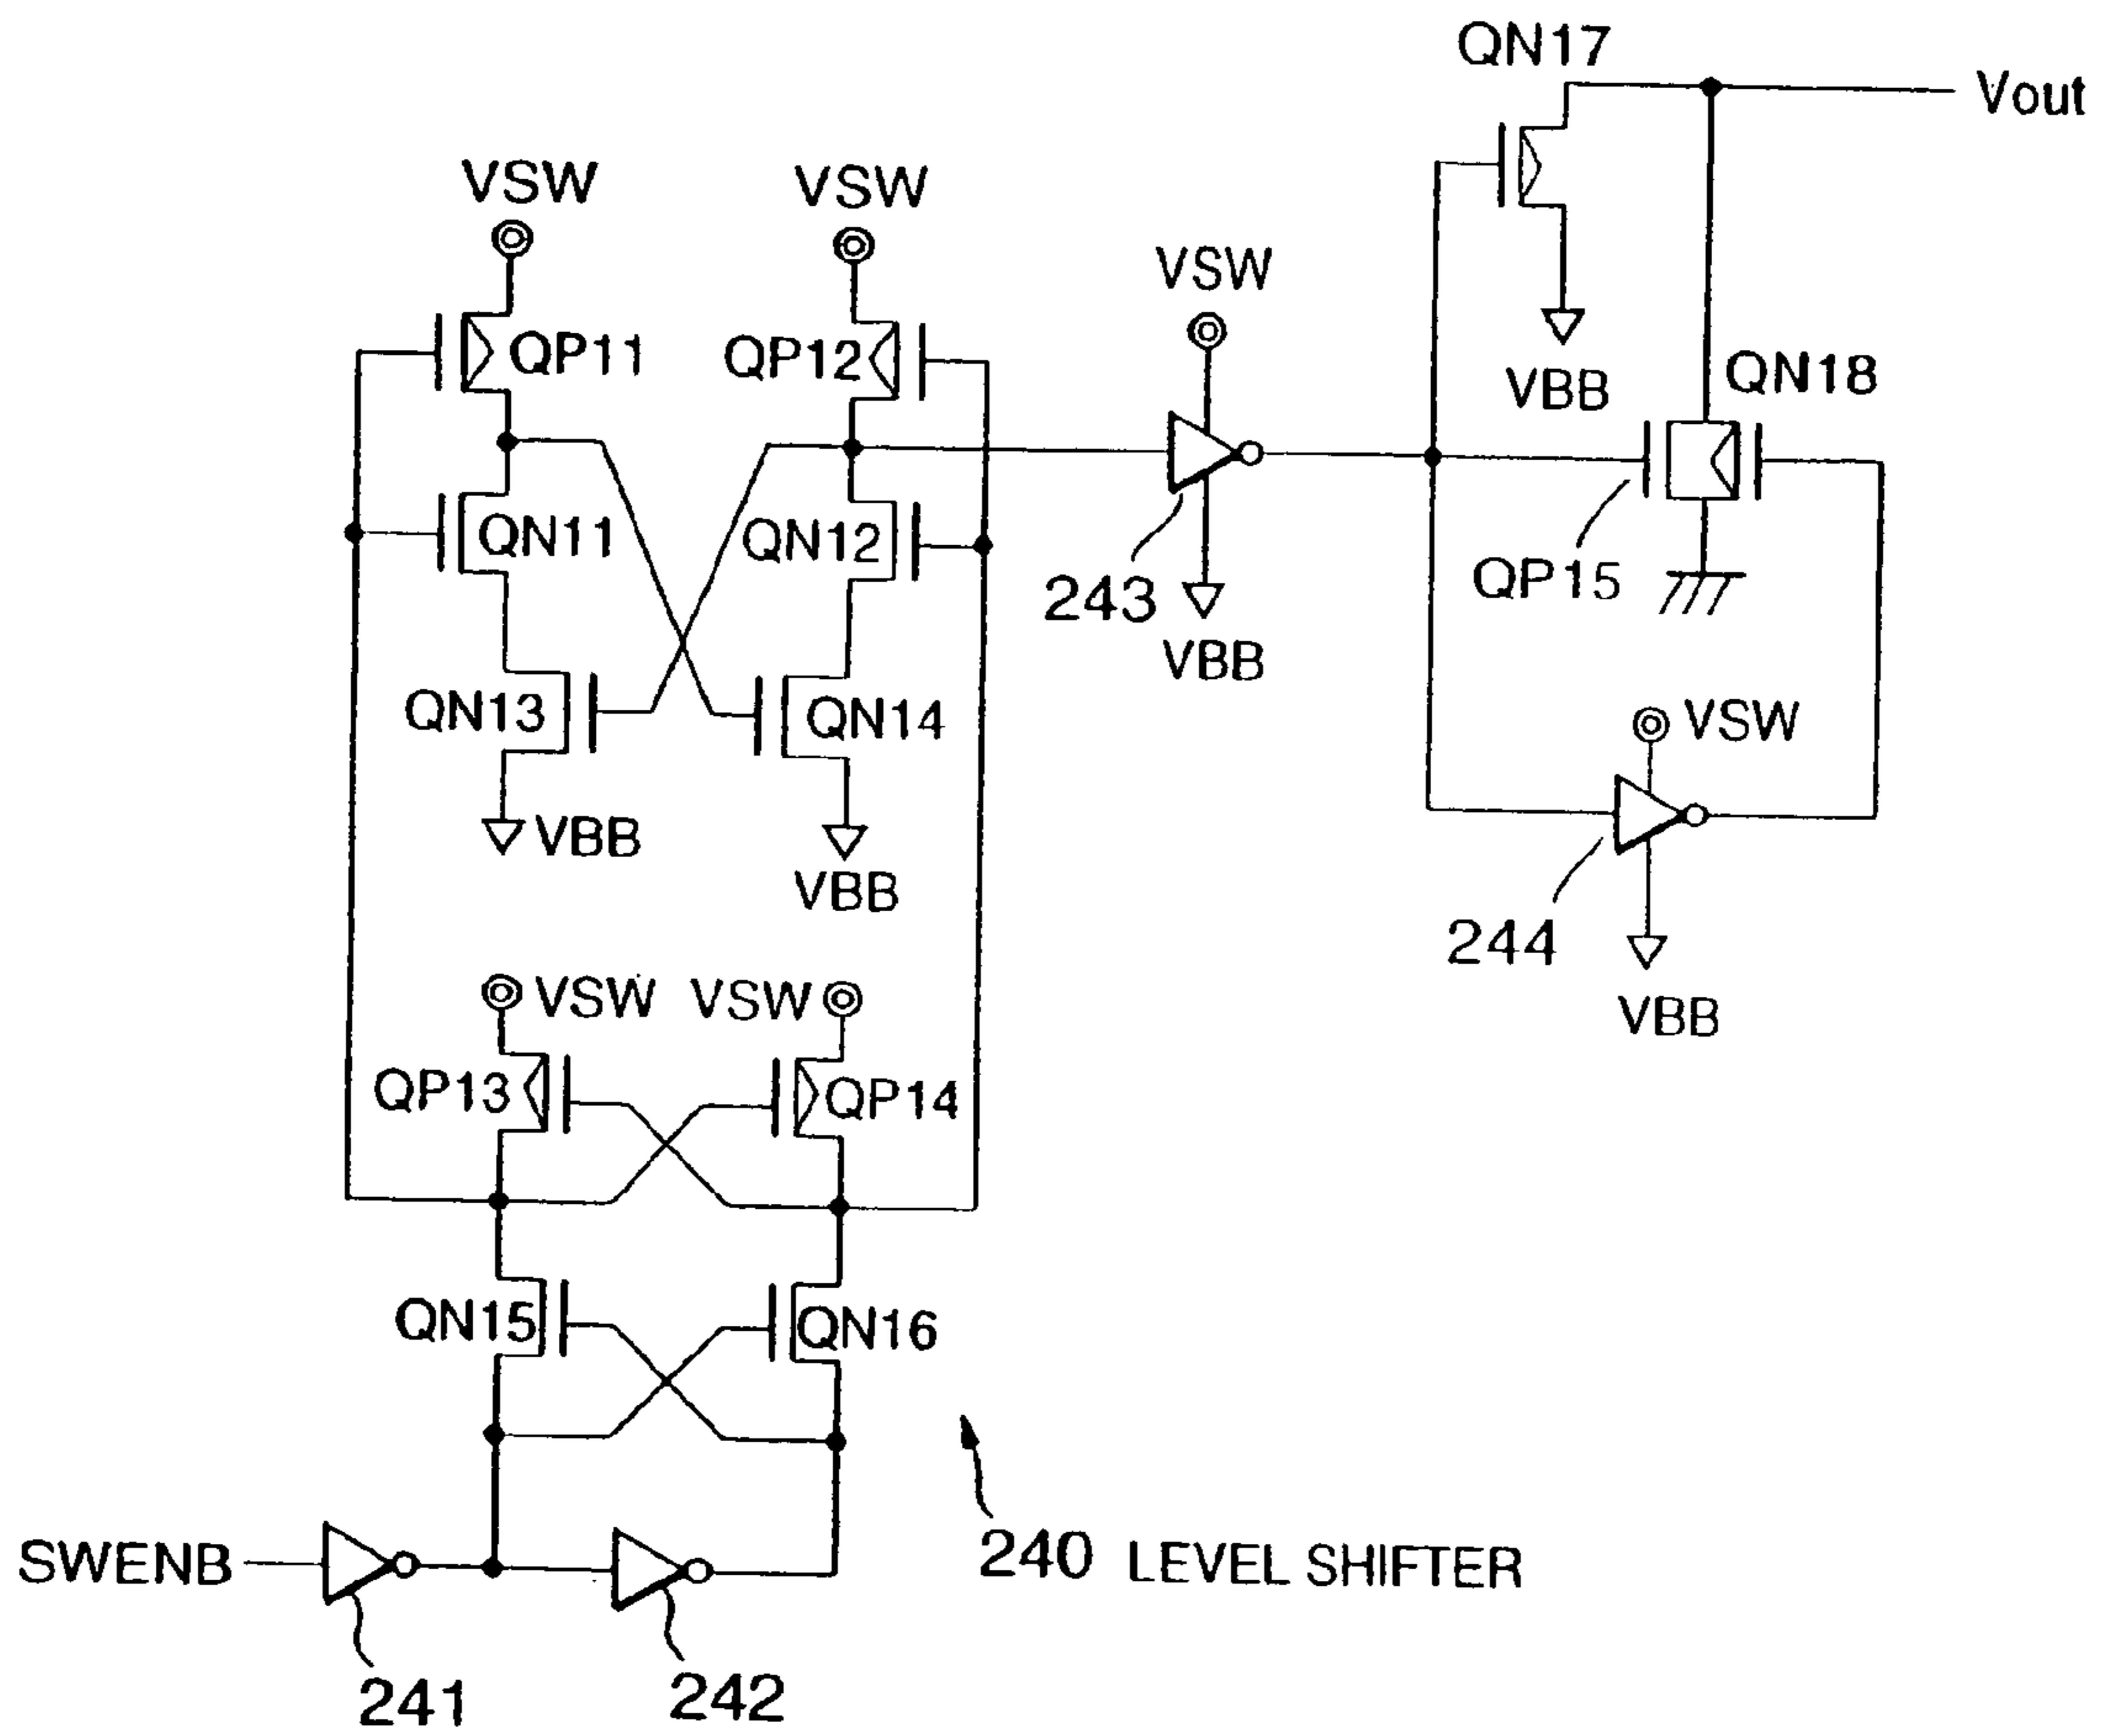 QN17
Vout
VSW
VSW
VSW
QP11
QP12
QN18
VBB
QN11
QN12
243
QP15
VBB
QN13
QN14
VSW
VBB
VBB
244
VSW
VSW
VBB
QP13
QP14
QN15
QN16
SWENB
240 LEVEL SHIFTER
241
242